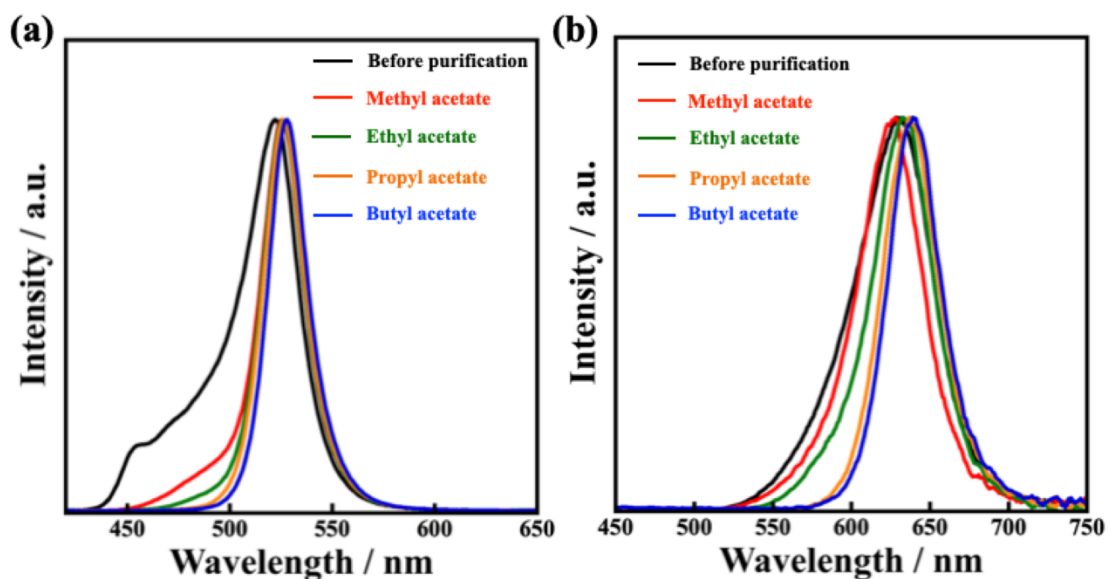 (a)
Before purification
Methyl acetate
Ethyl acetate
Propyl acetate
Butyl acetate
Intensity / a.u.
450 500 550 600 650
Wavelength / nm
(b)
Before purification
Methyl acetate
Ethyl acetate
Propyl acetate
Butyl acetate
Intensity / a.u.
450 500 550 600 650 700 750
Wavelength / nm